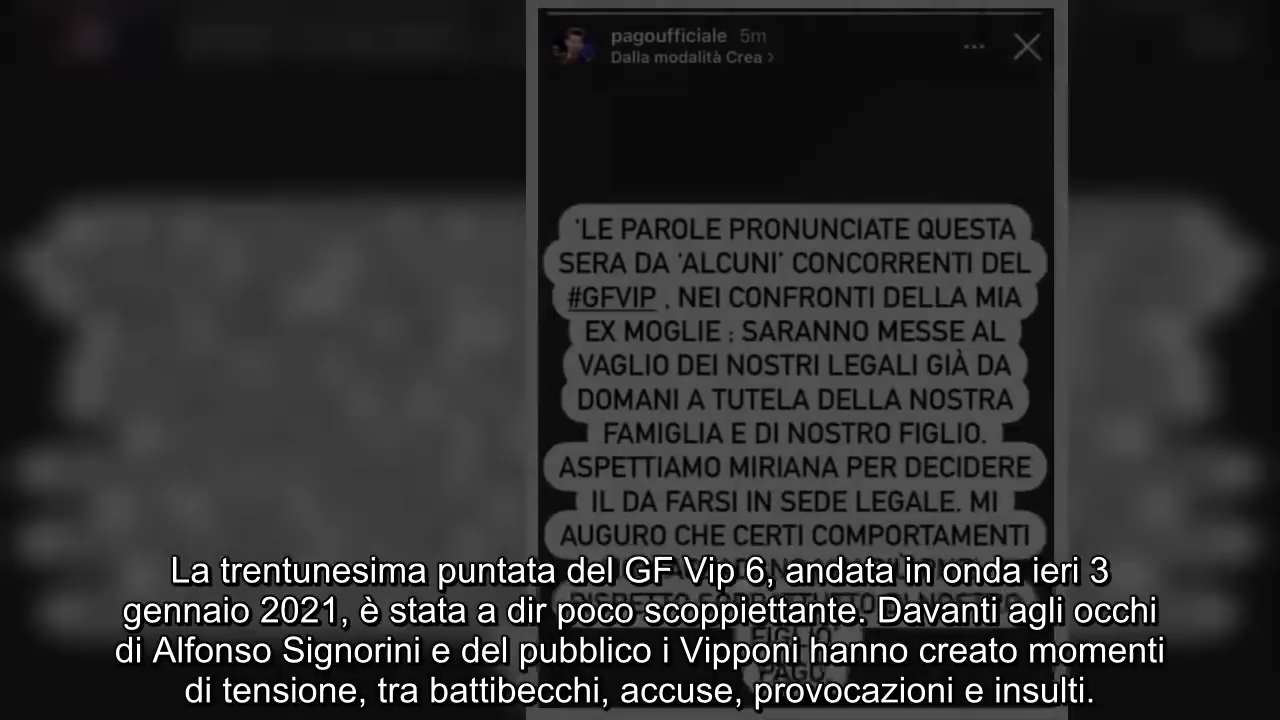 pagoufficiale 5m
Dalla modalità Crea >
'LE PAROLE PRONUNCIATE QUESTA
SERA DA 'ALCUNI' CONCORRENTI DEL
#GFVIP , NEI CONFRONTI DELLA MIA
EX MOGLIE ; SARANNO MESSE AL
VAGLIO DEI NOSTRI LEGALI GIÀ DA
DOMANI A TUTELA DELLA NOSTRA
FAMIGLIA E DI NOSTRO FIGLIO.
ASPETTIAMO MIRIANA PER DECIDERE
IL DA FARSI IN SEDE LEGALE. MI
AUGURO CHE CERTI COMPORTAMENTI
FIGLIO'
PAGO
La trentunesima puntata del GF Vip 6, andata in onda ieri 3
gennaio 2021, è stata a dir poco scoppiettante. Davanti agli occhi
di Alfonso Signorini e del pubblico i Vipponi hanno creato momenti
di tensione, tra battibecchi, accuse, provocazioni e insulti.